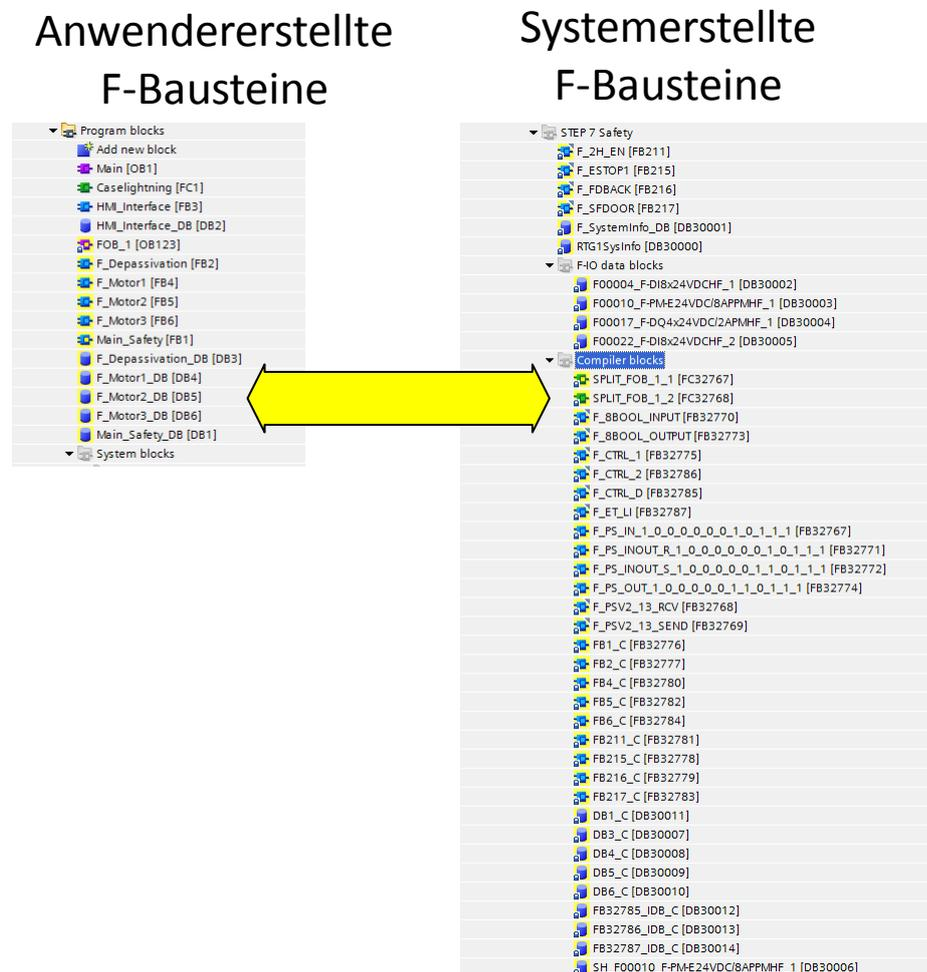 Anwendererstellte
F-Bausteine
Program blocks
Add new block
Main [OB1]
Caselightning [FC1]
HMI_Interface [FB3]
HMI_Interface_DB [DB2]
FOB_1 [OB123]
F_Depassivation [FB2]
F_Motor1 [FB4]
F_Motor2 [FB5]
F_Motor3 [FB6]
Main_Safety [FB1]
F_Depassivation_DB [DB3]
F_Motor1_DB [DB4]
F_Motor2_DB [DB5]
F_Motor3_DB [DB6]
Main_Safety_DB [DB1]
System blocks
Systemerstellte
F-Bausteine
STEP 7 Safety
F_2H_EN [FB211]
F_ESTOP1 [FB215]
F_FDBACK [FB216]
F_SFDOOR [FB217]
F_SystemInfo_DB [DB30001]
RTG1SysInfo [DB30000]
F-IO data blocks
F00004_F-DI8x24VDCHF_1 [DB30002]
F00010_F-PM-E24VDC/8APPMHF_1 [DB30003]
F00017_F-DQ4x24VDC/2APMHF_1 [DB30004]
F00022_F-DI8x24VDCHF_2 [DB30005]
Compiler blocks
SPLIT_FOB_1_1 [FC32767]
SPLIT_FOB_1_2 [FC32768]
F_8BOOL_INPUT [FB32770]
F_8BOOL_OUTPUT [FB32773]
F_CTRL_1 [FB32775]
F_CTRL_2 [FB32786]
F_CTRL_D [FB32785]
F_ET_LI [FB32787]
F_PS_IN_1_0_0_0_0_0_0_1_0_1_1_1 [FB32767]
F_PS_INOUT_R_1_0_0_0_0_0_0_1_0_1_1_1 [FB32771]
F_PS_INOUT_S_1_0_0_0_0_0_1_1_0_1_1_1 [FB32772]
F_PS_OUT_1_0_0_0_0_0_1_1_0_1_1_1 [FB32774]
F_PSV2_13_RCV [FB32768]
F_PSV2_13_SEND [FB32769]
FB1_C [FB32776]
FB2_C [FB32777]
FB4_C [FB32780]
FB5_C [FB32782]
FB6_C [FB32784]
FB211_C [FB32781]
FB215_C [FB32778]
FB216_C [FB32779]
FB217_C [FB32783]
DB1_C [DB30011]
DB3_C [DB30007]
DB4_C [DB30008]
DB5_C [DB30009]
DB6_C [DB30010]
FB32785_IDB_C [DB30012]
FB32786_IDB_C [DB30013]
FB32787_IDB_C [DB30014]
SH_F00010_F-PM-E24VDC/8APPMHF_1 [DB30006]